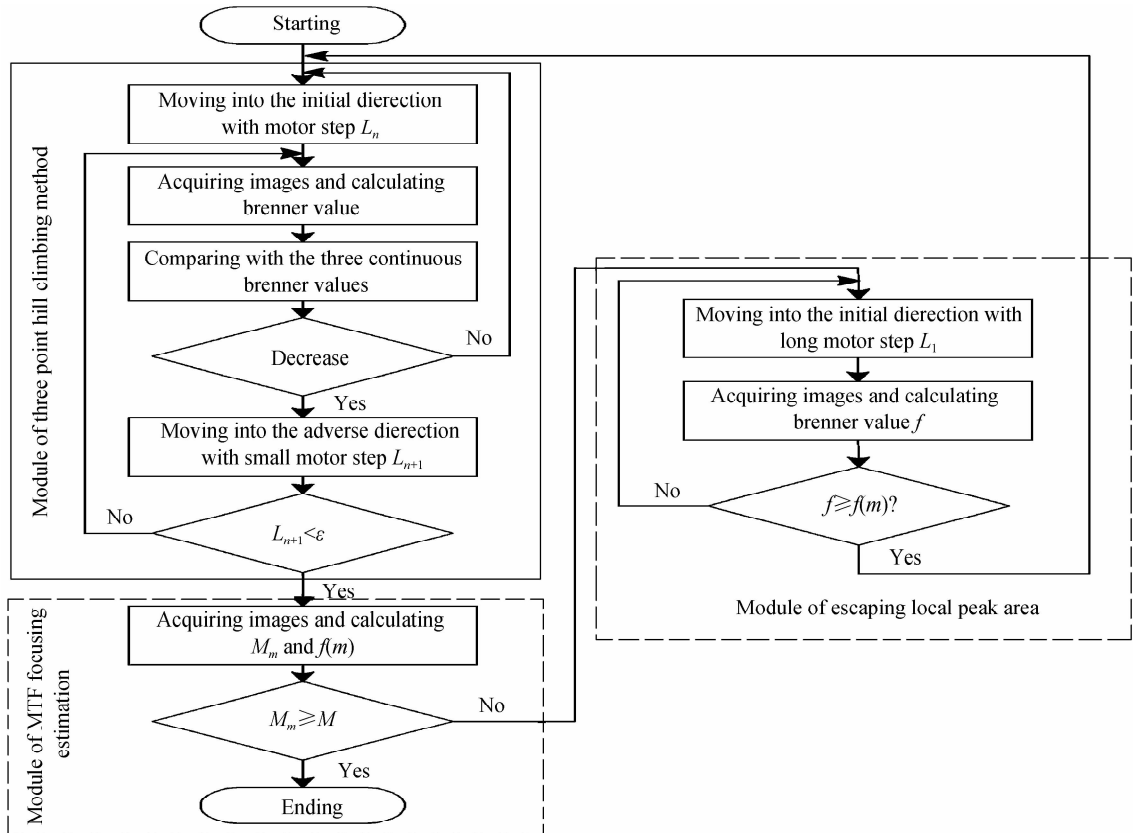 Starting
Module of three point hill climbing method
Moving into the initial dierection
with motor step Lₙ
Acquiring images and calculating
brenner value
Comparing with the three continuous
brenner values
Decrease
No
Yes
Moving into the adverse dierection
with small motor step Lₙ₊₁
No
Lₙ₊₁<ε
Yes
Module of MTF focusing
estimation
Acquiring images and calculating
Mₘ and f(m)
Mₘ⩾M
No
Yes
Ending
Moving into the initial dierection with
long motor step L₁
Acquiring images and calculating
brenner value f
No
f⩾f(m)?
Yes
Module of escaping local peak area